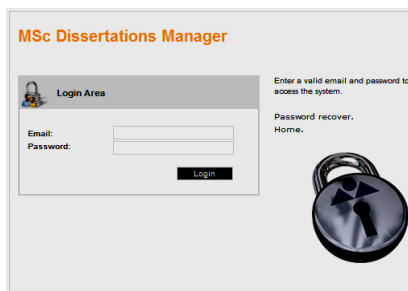 MSc Dissertations Manager
Login Area
Email:
Password:
Login
Enter a valid email and password to
access the system.
Password recover.
Home.